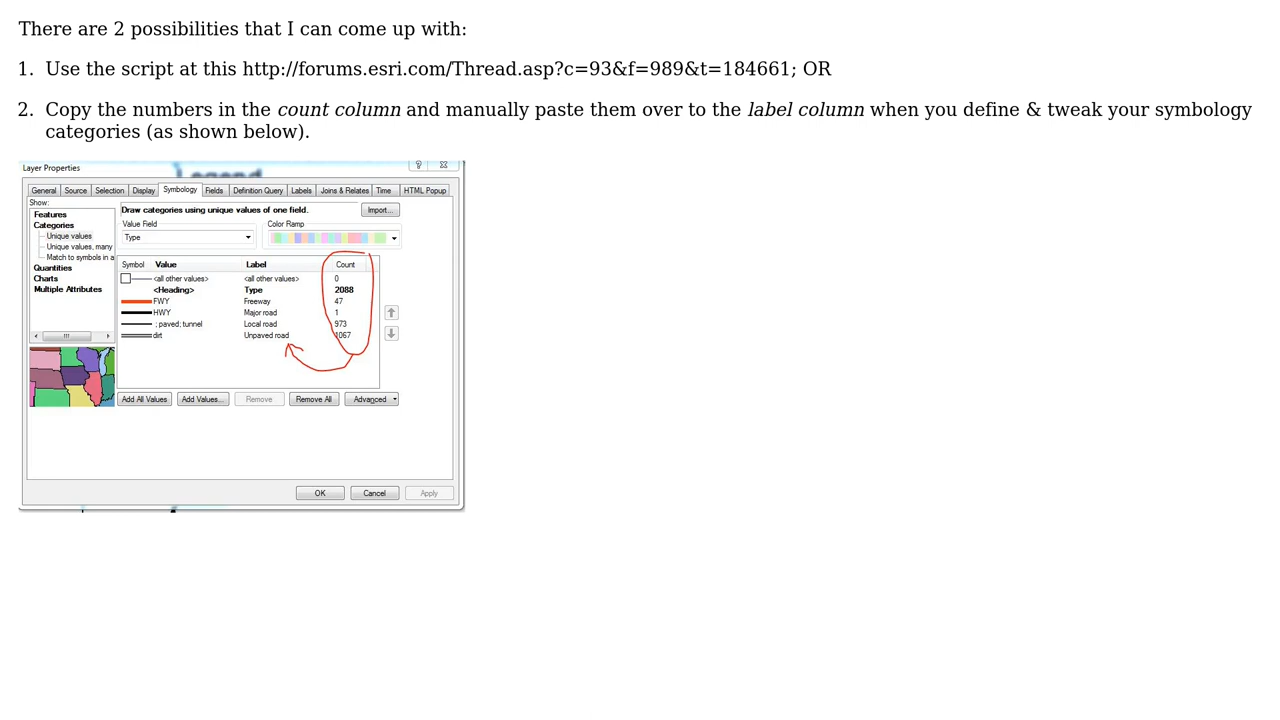 There are 2 possibilities that I can come up with:
1. Use the script at this http://forums.esri.com/Thread.asp?c=93&f=989&t=184661; OR
2. Copy the numbers in the count column and manually paste them over to the label column when you define & tweak your symbology
categories (as shown below).
Layer Properties
Legend
General Source Selection Display Symbology Fields Definition Query Labels Joins & Relates Time HTML Popup
Show:
Features
Categories
Unique values
Unique values, many
Match to symbols in a
Quantities
Charts
Multiple Attributes
Draw categories using unique values of one field.
Import...
Value Field
Type
Color Ramp
Symbol Value Label Count
<all other values> <all other values> 0
<Heading> Type 2088
FWY Freeway 47
HWY Major road 1
; paved; tunnel Local road 973
dirt Unpaved road 1067
Add All Values Add Values... Remove Remove All Advanced
OK Cancel Apply